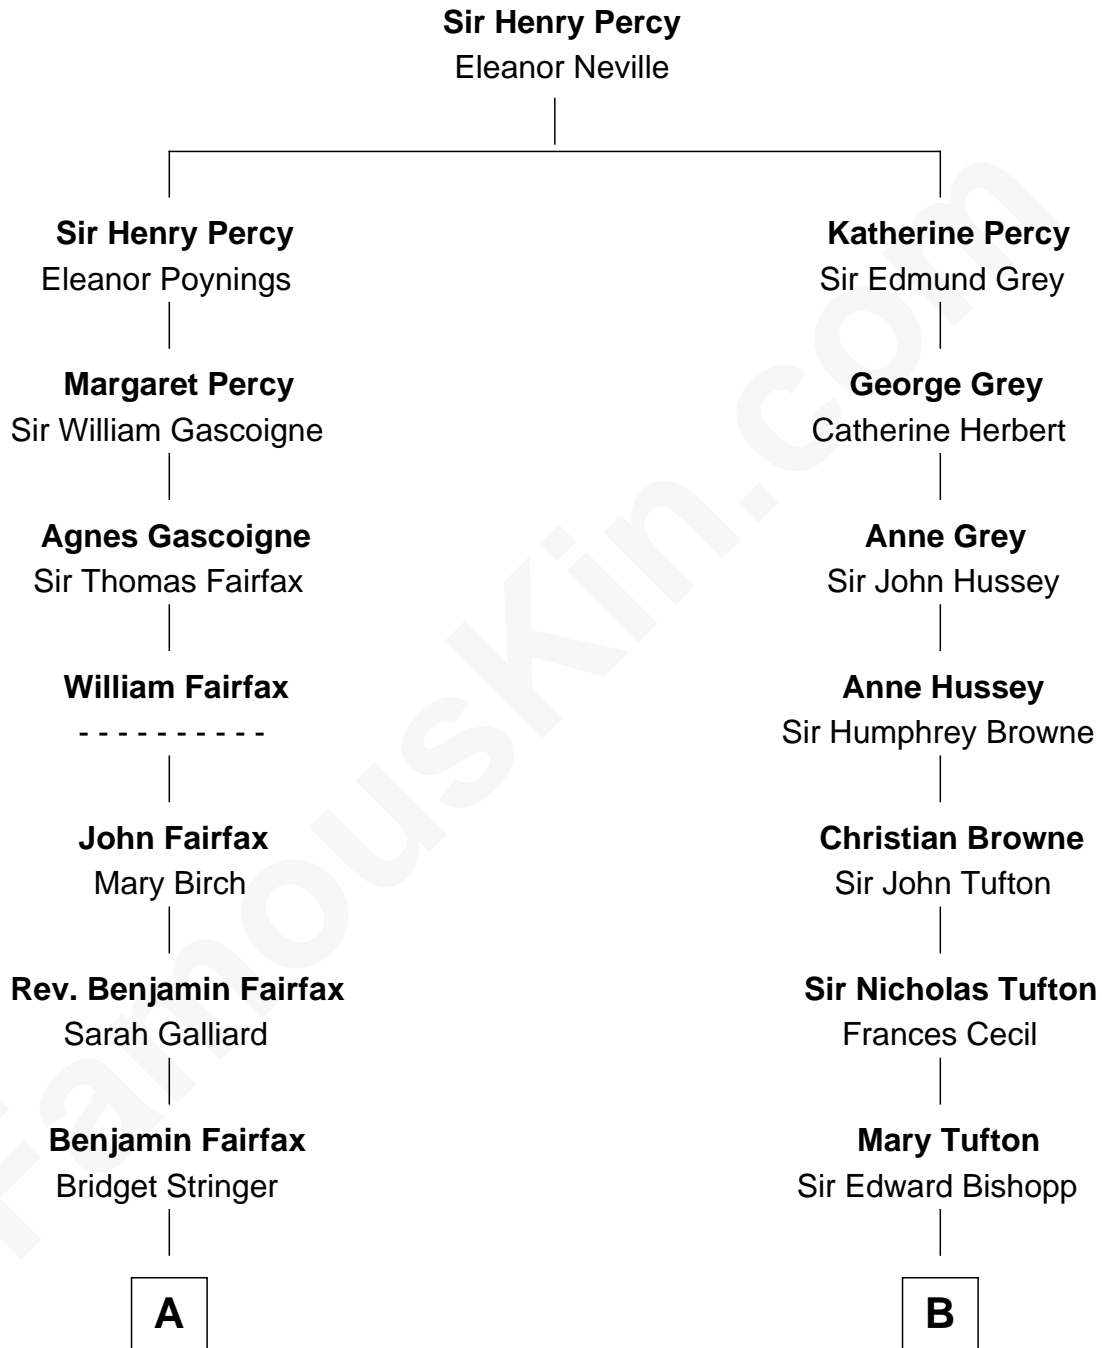 Sir Henry Percy
Eleanor Neville
Sir Henry Percy
Eleanor Poynings
Katherine Percy
Sir Edmund Grey
Margaret Percy
Sir William Gascoigne
George Grey
Catherine Herbert
Agnes Gascoigne
Sir Thomas Fairfax
Anne Grey
Sir John Hussey
William Fairfax
- - - - - - - - - -
Anne Hussey
Sir Humphrey Browne
John Fairfax
Mary Birch
Christian Browne
Sir John Tufton
Rev. Benjamin Fairfax
Sarah Galliard
Sir Nicholas Tufton
Frances Cecil
Benjamin Fairfax
Bridget Stringer
Mary Tufton
Sir Edward Bishopp
A
B
FamousKin.com